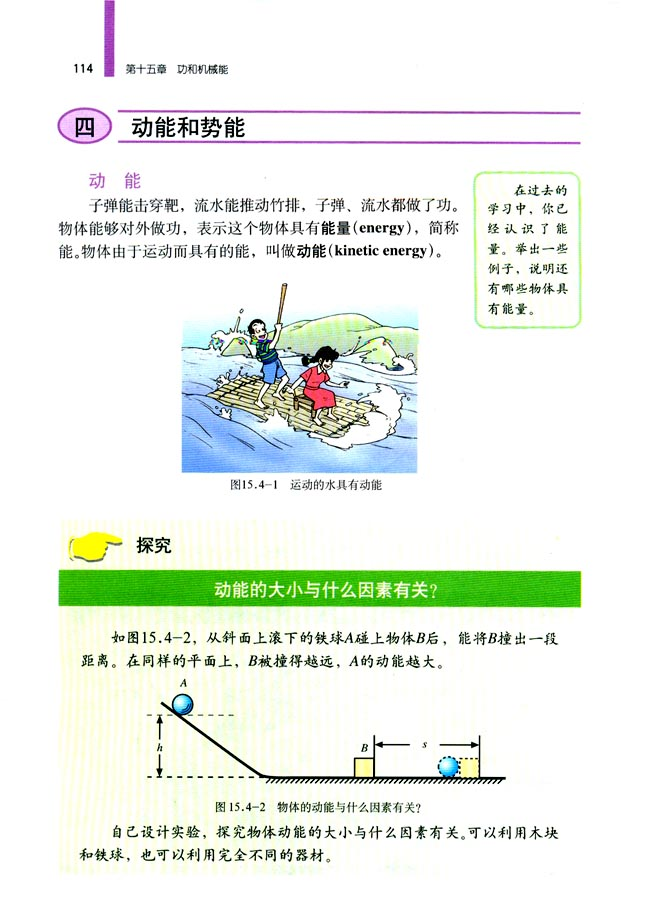 114 第十五章 功和机械能
四 动能和势能
动 能
子弹能击穿靶，流水能推动竹排，子弹、流水都做了功。
物体能够对外做功，表示这个物体具有能量(energy)，简称
能。物体由于运动而具有的能，叫做动能(kinetic energy)。
在过去的
学习中，你已
经认识了能
量。举出一些
例子，说明还
有哪些物体具
有能量。
图15.4-1 运动的水具有动能
探究
动能的大小与什么因素有关？
如图15.4-2，从斜面上滚下的铁球A碰上物体B后，能将B撞出一段
距离。在同样的平面上，B被撞得越远，A的动能越大。
A
h
B
s
图15.4-2 物体的动能与什么因素有关？
自己设计实验，探究物体动能的大小与什么因素有关。可以利用木块
和铁球，也可以利用完全不同的器材。